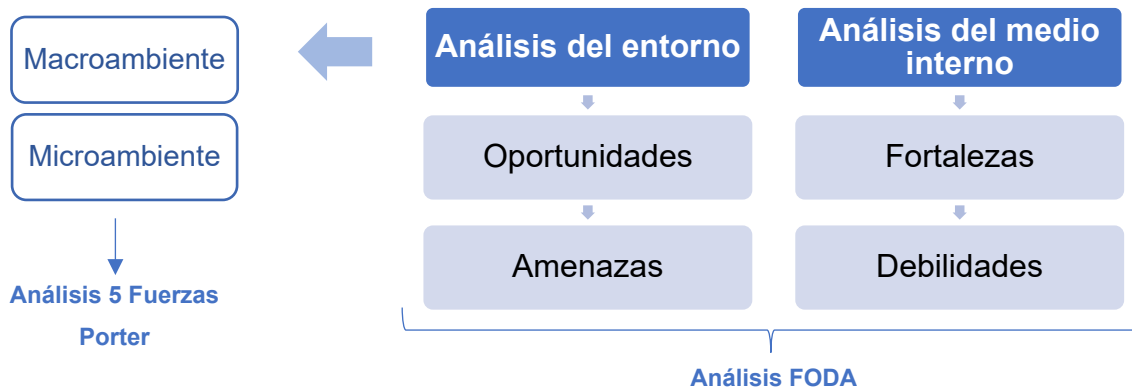 Macroambiente
Microambiente
Análisis 5 Fuerzas
Porter
Análisis del entorno
Oportunidades
Amenazas
Análisis del medio
interno
Fortalezas
Debilidades
Análisis FODA